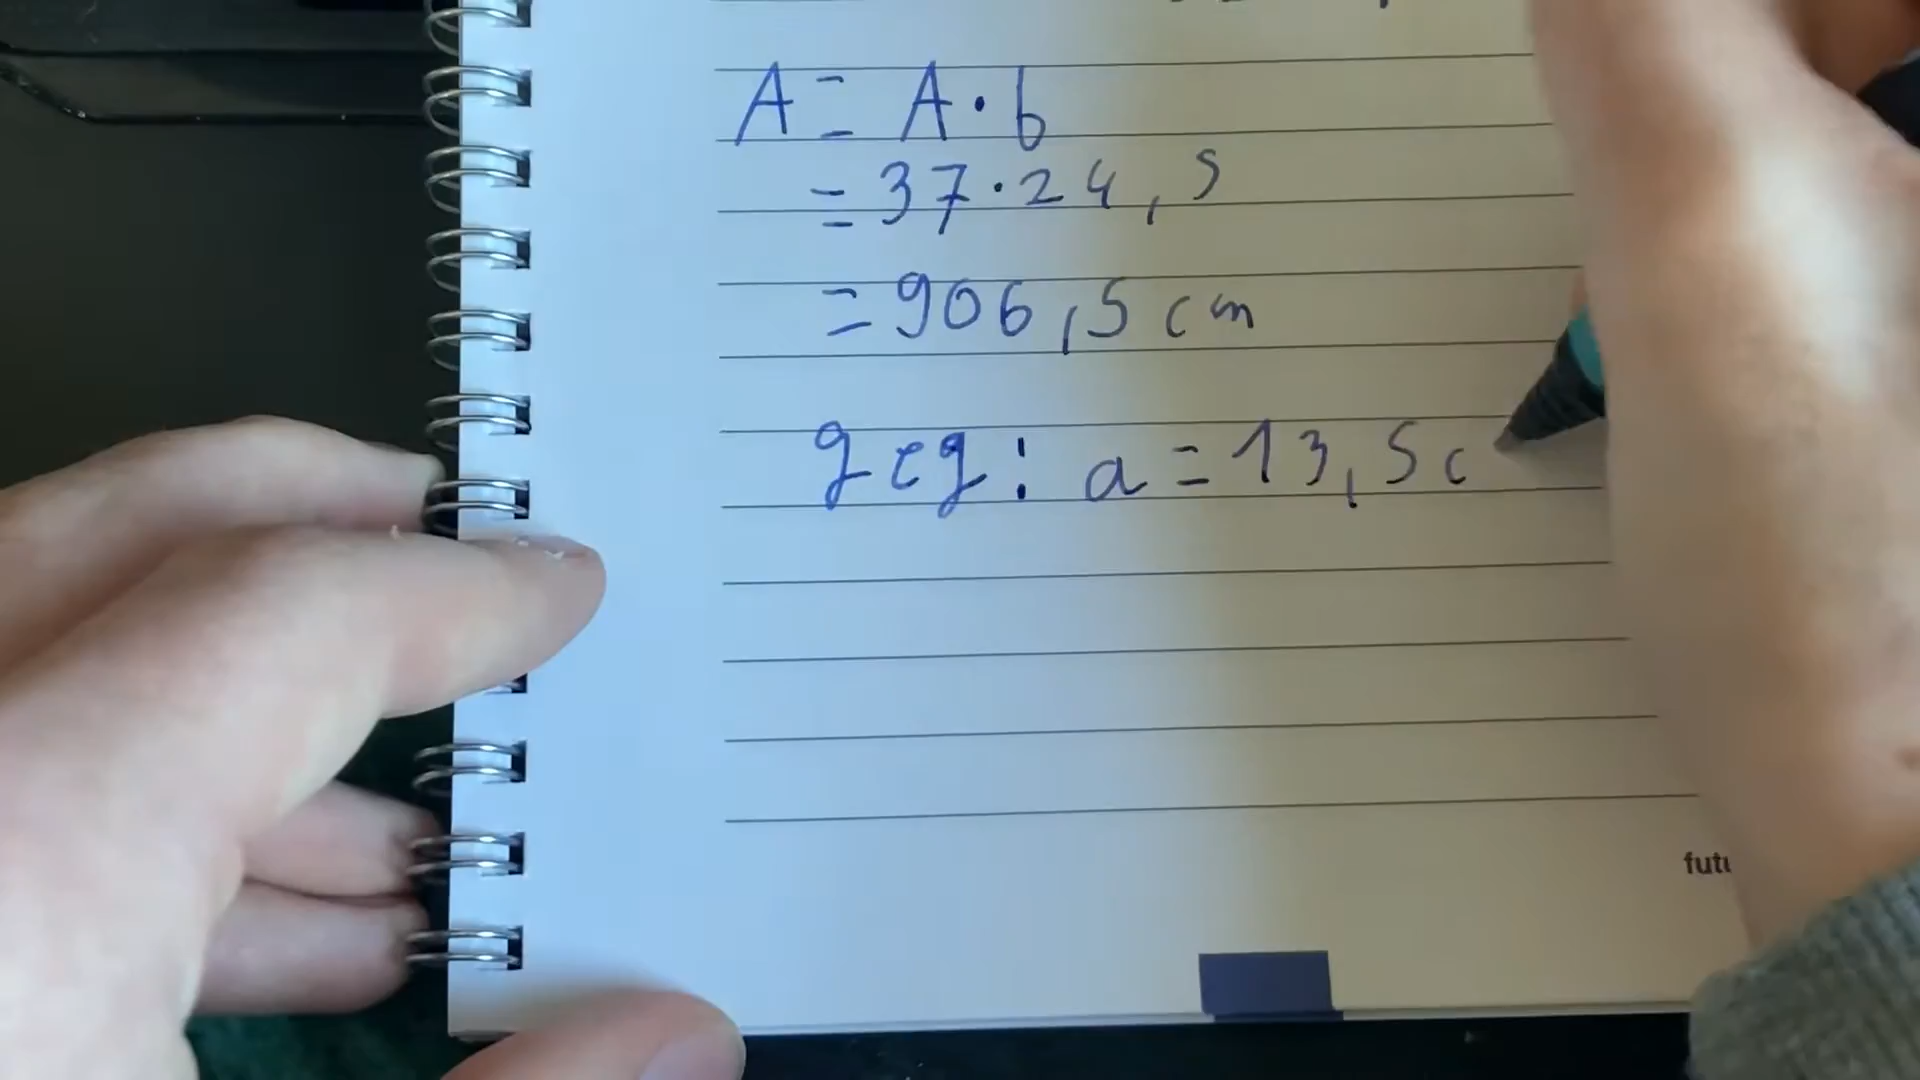 A = A · b
= 37 · 24,5
= 906,5 cm
geg: a = 13,5 c
futu